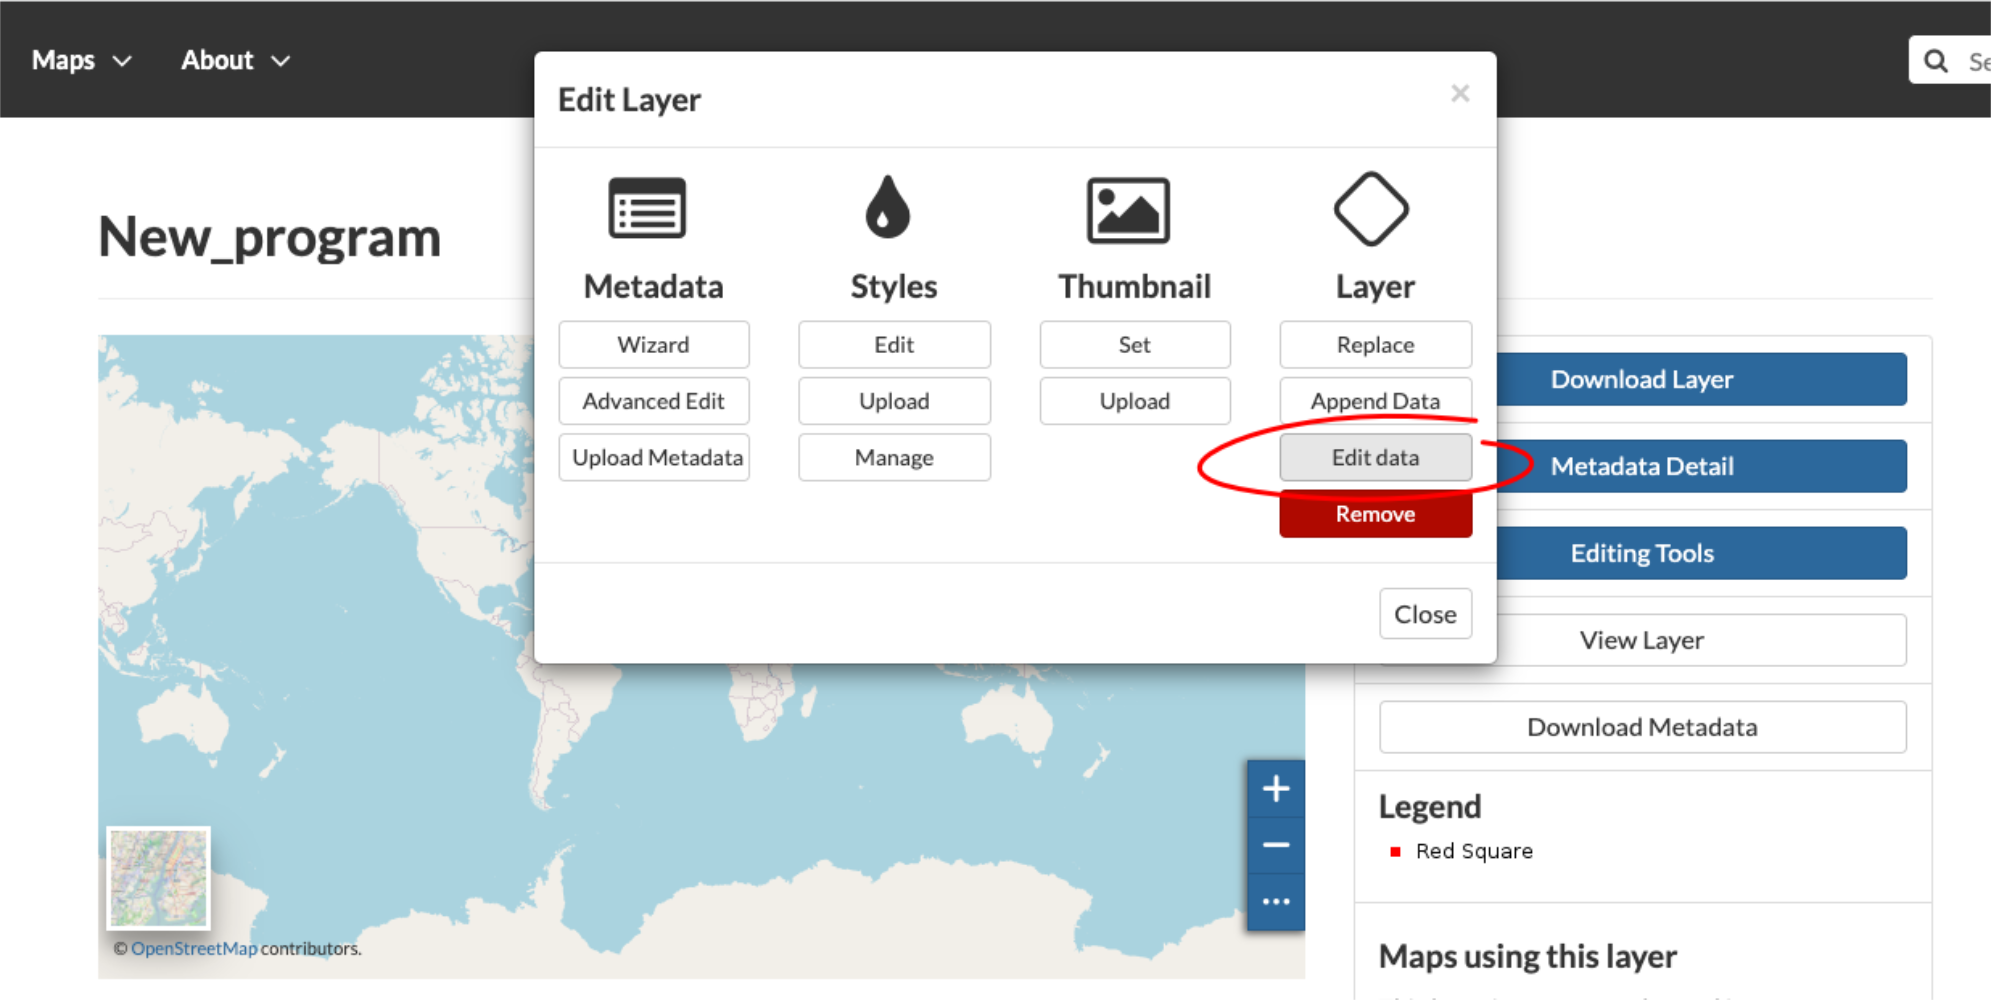 Maps
About
Se
Edit Layer
×
New_program
Metadata
Styles
Thumbnail
Layer
Wizard
Edit
Set
Replace
Advanced Edit
Upload
Upload
Append Data
Upload Metadata
Manage
Edit data
Remove
Close
Download Layer
Metadata Detail
Editing Tools
View Layer
Download Metadata
Legend
Red Square
Maps using this layer
© OpenStreetMap contributors.